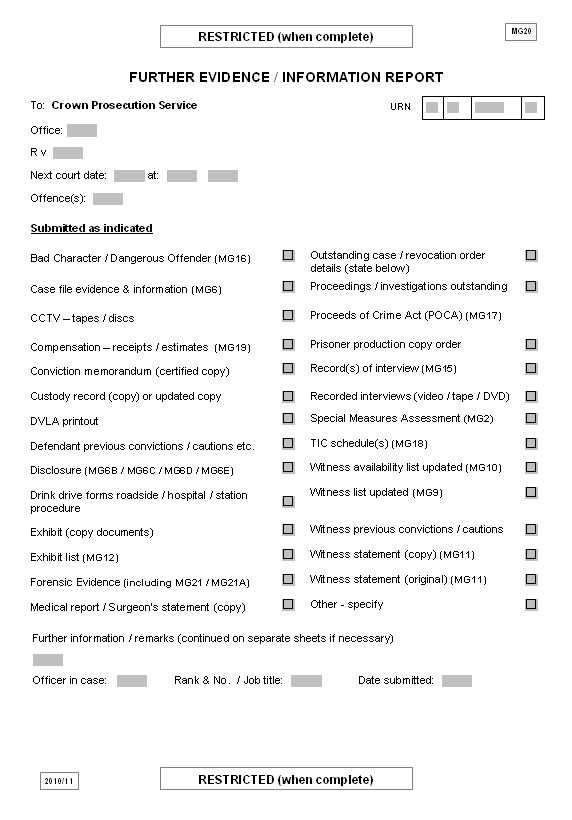 RESTRICTED (when complete)
MG20
FURTHER EVIDENCE / INFORMATION REPORT
To: Crown Prosecution Service
URN
Office:
R v
Next court date: at:
Offence(s):
Submitted as indicated
Bad Character / Dangerous Offender (MG16)
Case file evidence & information (MG6)
CCTV – tapes / discs
Compensation – receipts / estimates (MG19)
Conviction memorandum (certified copy)
Custody record (copy) or updated copy
DVLA printout
Defendant previous convictions / cautions etc.
Disclosure (MG6B / MG6C / MG6D / MG6E)
Drink drive forms roadside / hospital / station
procedure
Exhibit (copy documents)
Exhibit list (MG12)
Forensic Evidence (including MG21 / MG21A)
Medical report / Surgeon's statement (copy)
Outstanding case / revocation order
details (state below)
Proceedings / investigations outstanding
Proceeds of Crime Act (POCA) (MG17)
Prisoner production copy order
Record(s) of interview (MG15)
Recorded interviews (video / tape / DVD)
Special Measures Assessment (MG2)
TIC schedule(s) (MG18)
Witness availability list updated (MG10)
Witness list updated (MG9)
Witness previous convictions / cautions
Witness statement (copy) (MG11)
Witness statement (original) (MG11)
Other - specify
Further information / remarks (continued on separate sheets if necessary)
Officer in case: Rank & No. / Job title: Date submitted:
2010/11
RESTRICTED (when complete)